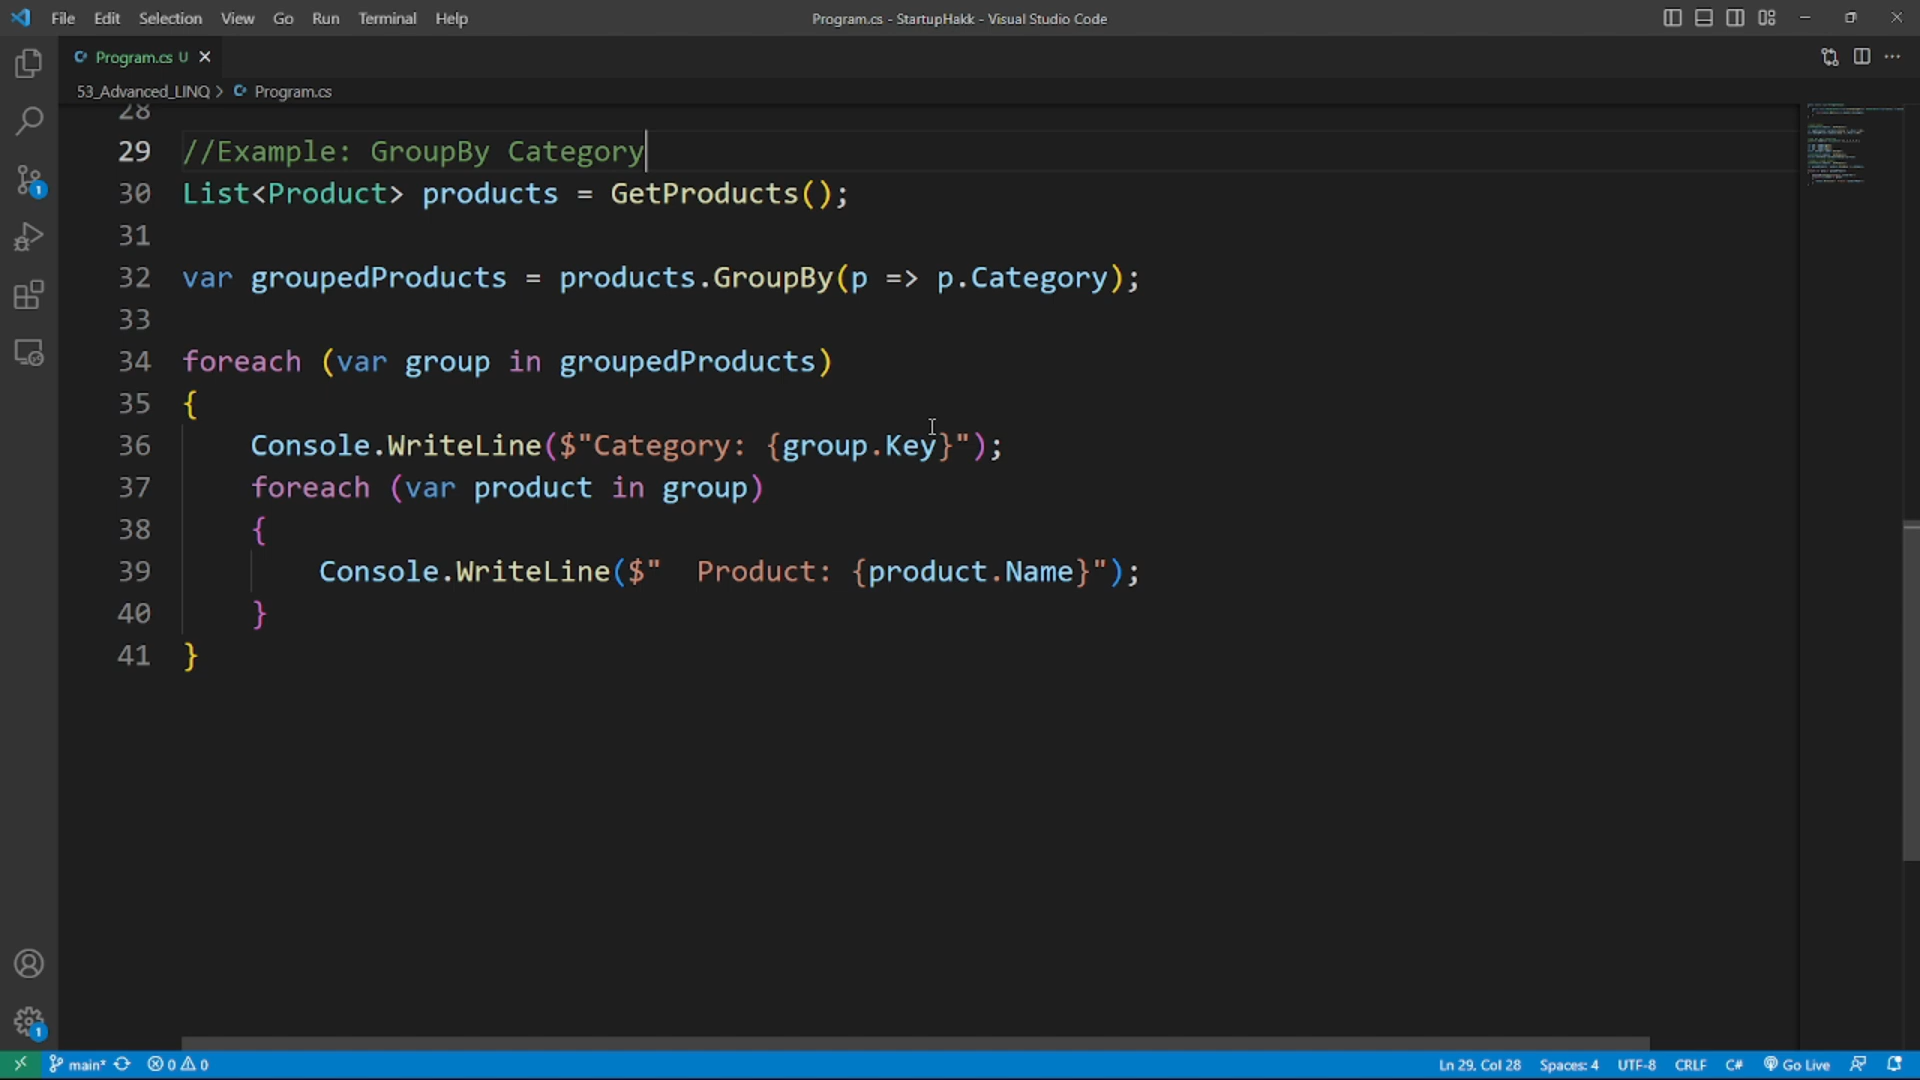 File Edit Selection View Go Run Terminal Help
Program.cs - StartupHakk - Visual Studio Code
Program.cs U
53_Advanced_LINQ > Program.cs
28
29 //Example: GroupBy Category
30 List<Product> products = GetProducts();
31
32 var groupedProducts = products.GroupBy(p => p.Category);
33
34 foreach (var group in groupedProducts)
35 {
36     Console.WriteLine($"Category: {group.Key}");
37     foreach (var product in group)
38     {
39         Console.WriteLine($"  Product: {product.Name}");
40     }
41 }
1
1
main* 0 0 Ln 29, Col 28 Spaces: 4 UTF-8 CRLF C# Go Live